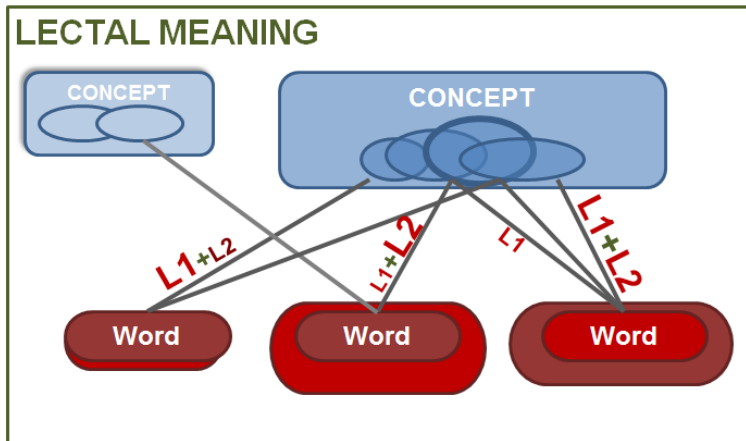 LECTAL MEANING
CONCEPT
CONCEPT
L1+L2
L1+L2
L1
L1+L2
Word
Word
Word